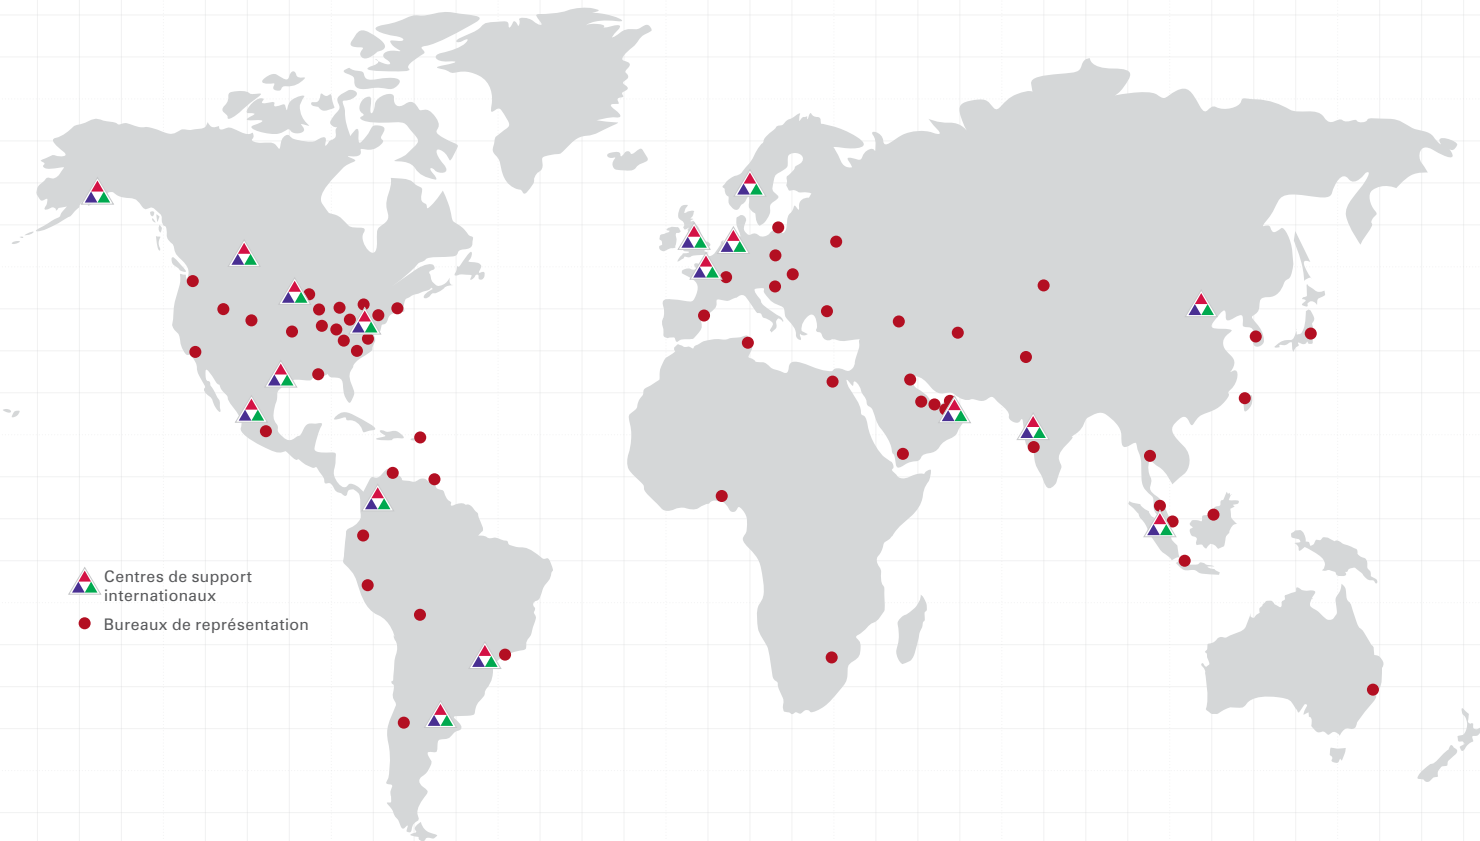 Centres de support
internationaux
Bureaux de représentation